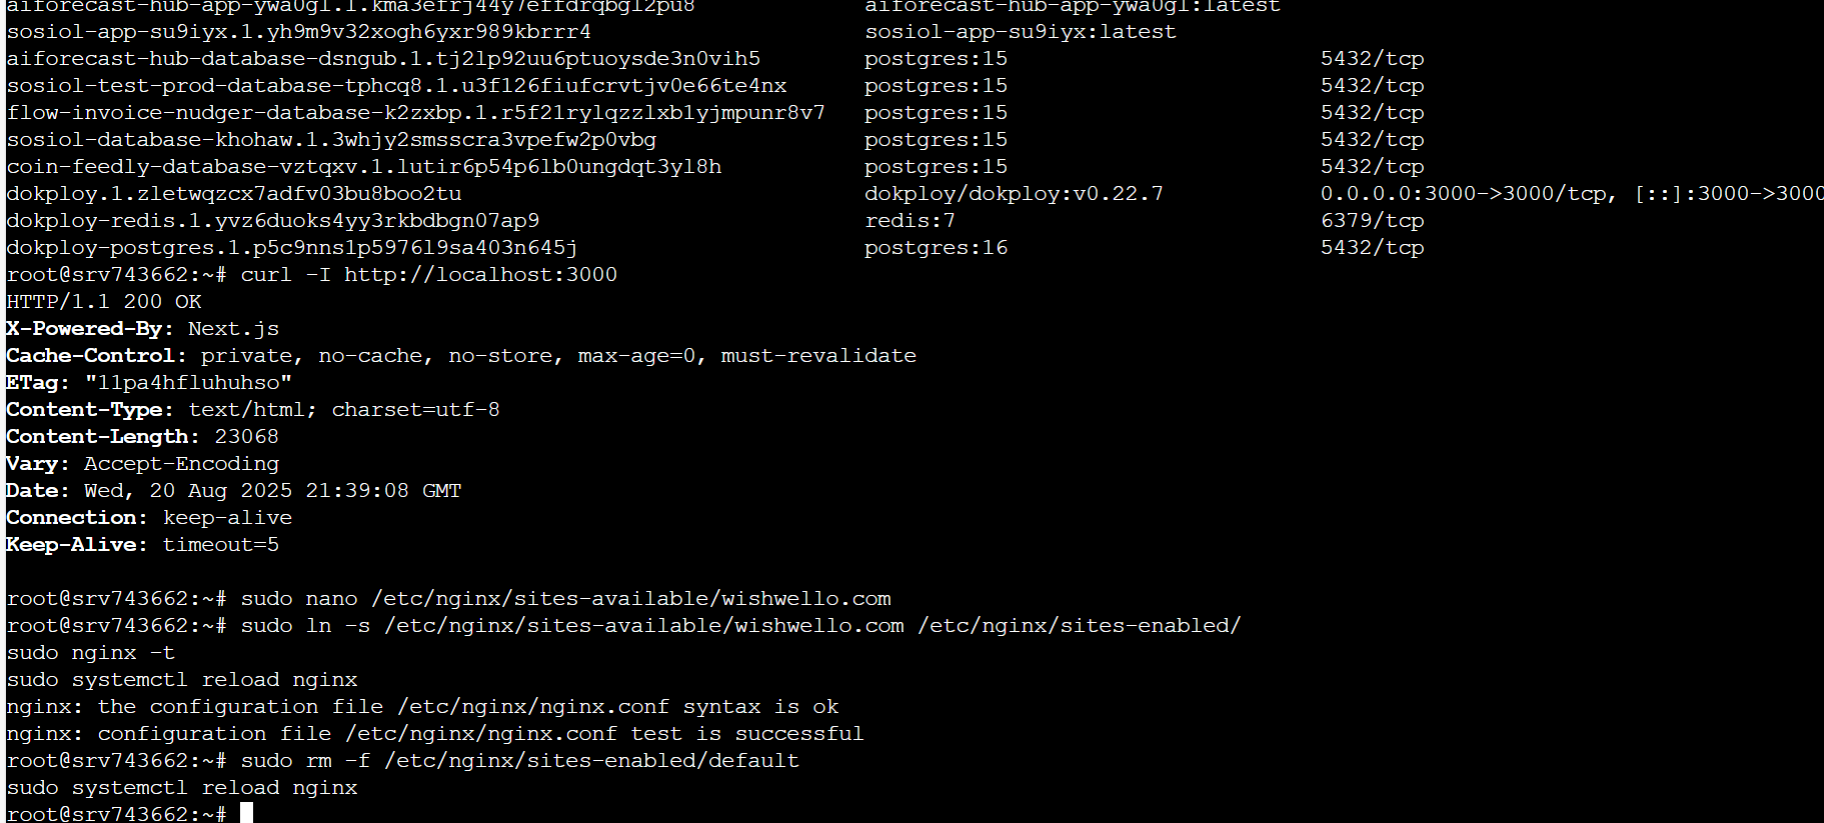 aiforecast-hub-app-ywa0gl.1.kma3efrj44y7effdrqbgl2pu8 aiforecast-hub-app-ywa0gl:latest
sosiol-app-su9iyx.1.yh9m9v32xogh6yxr989kbrrr4 sosiol-app-su9iyx:latest
aiforecast-hub-database-dsngub.1.tj2lp92uu6ptuoysde3n0vih5 postgres:15 5432/tcp
sosiol-test-prod-database-tphcq8.1.u3f126fiufcrvtjv0e66te4nx postgres:15 5432/tcp
flow-invoice-nudger-database-k2zxbp.1.r5f21rylqzzlxb1yjmpunr8v7 postgres:15 5432/tcp
sosiol-database-khohaw.1.3whjy2smsscra3vpefw2p0vbg postgres:15 5432/tcp
coin-feedly-database-vztqxv.1.lutir6p54p6lb0ungdqt3yl8h postgres:15 5432/tcp
dokploy.1.zletwqzcx7adfv03bu8boo2tu dokploy/dokploy:v0.22.7 0.0.0.0:3000->3000/tcp, [::]:3000->3000
dokploy-redis.1.yvz6duoks4yy3rkbdbgn07ap9 redis:7 6379/tcp
dokploy-postgres.1.p5c9nns1p5976l9sa403n645j postgres:16 5432/tcp
root@srv743662:~# curl -I http://localhost:3000
HTTP/1.1 200 OK
X-Powered-By: Next.js
Cache-Control: private, no-cache, no-store, max-age=0, must-revalidate
ETag: "11pa4hfluhuhso"
Content-Type: text/html; charset=utf-8
Content-Length: 23068
Vary: Accept-Encoding
Date: Wed, 20 Aug 2025 21:39:08 GMT
Connection: keep-alive
Keep-Alive: timeout=5
root@srv743662:~# sudo nano /etc/nginx/sites-available/wishwello.com
root@srv743662:~# sudo ln -s /etc/nginx/sites-available/wishwello.com /etc/nginx/sites-enabled/
sudo nginx -t
sudo systemctl reload nginx
nginx: the configuration file /etc/nginx/nginx.conf syntax is ok
nginx: configuration file /etc/nginx/nginx.conf test is successful
root@srv743662:~# sudo rm -f /etc/nginx/sites-enabled/default
sudo systemctl reload nginx
root@srv743662:~#